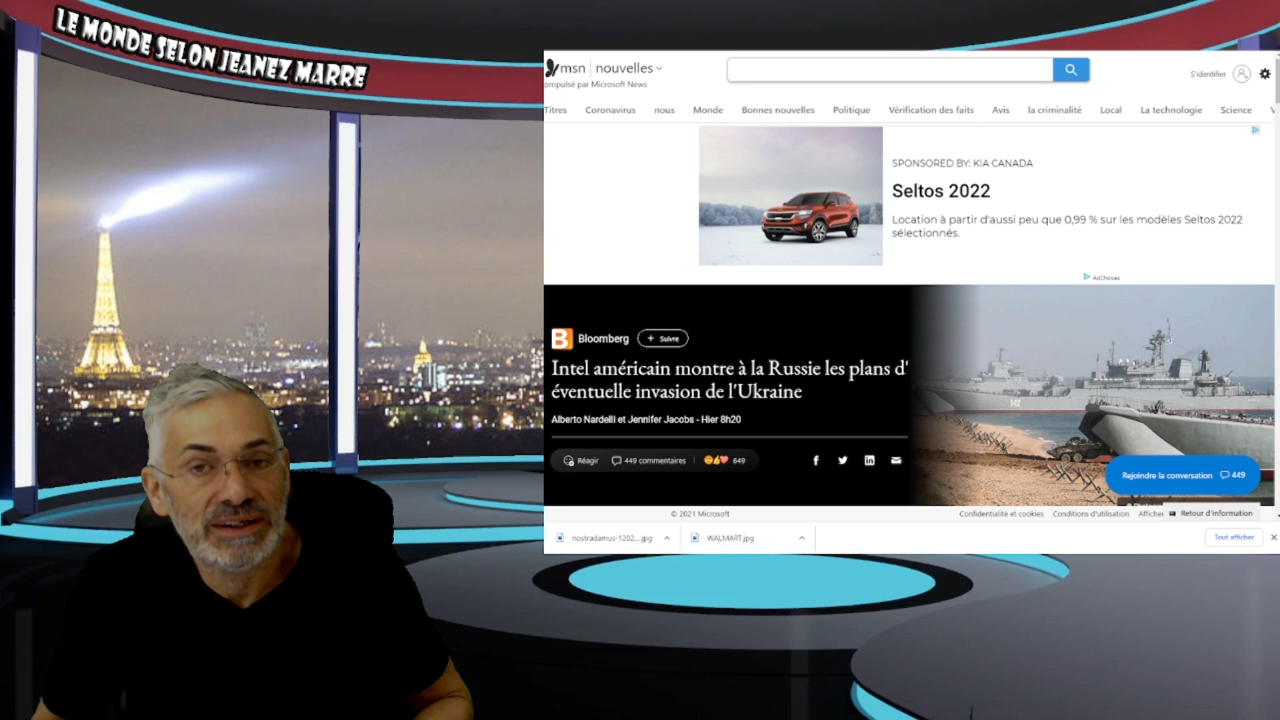 LE MONDE SELON JEANEZ MARRE
msn nouvelles
propulsé par Microsoft News
S'identifier
Titres Coronavirus nous Monde Bonnes nouvelles Politique Vérification des faits Avis la criminalité Local La technologie Science
SPONSORED BY: KIA CANADA
Seltos 2022
Location à partir d'aussi peu que 0,99 % sur les modèles Seltos 2022
sélectionnés.
AdChoices
B Bloomberg + Suivre
Intel américain montre à la Russie les plans d'
éventuelle invasion de l'Ukraine
Alberto Nardelli et Jennifer Jacobs - Hier 8h20
Réagir 449 commentaires 649
Rejoindre la conversation 449
© 2021 Microsoft Confidentialité et cookies Conditions d'utilisation Affiches Retour d'information
nostradamus-1202...jpg WALMART.jpg Tout afficher